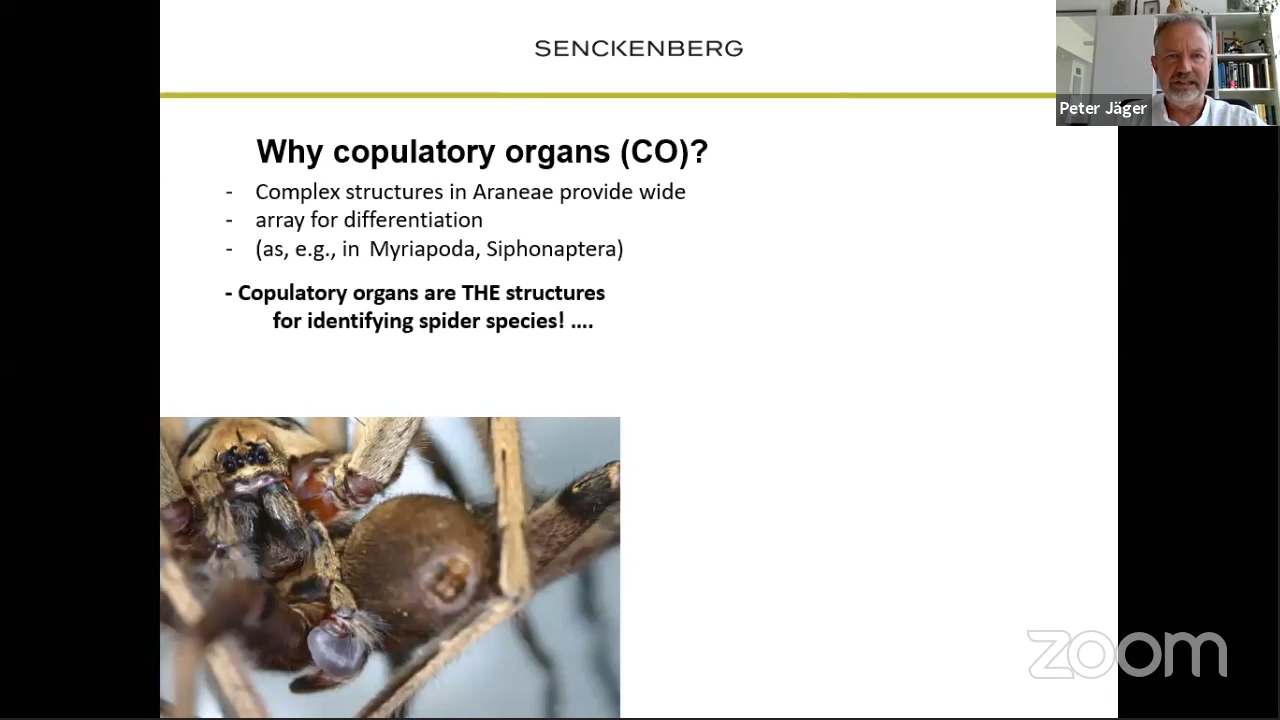 SENCKENBERG
Peter Jäger
Why copulatory organs (CO)?
- Complex structures in Araneae provide wide
- array for differentiation
- (as, e.g., in Myriapoda, Siphonaptera)
- Copulatory organs are THE structures
for identifying spider species! ....
zoom